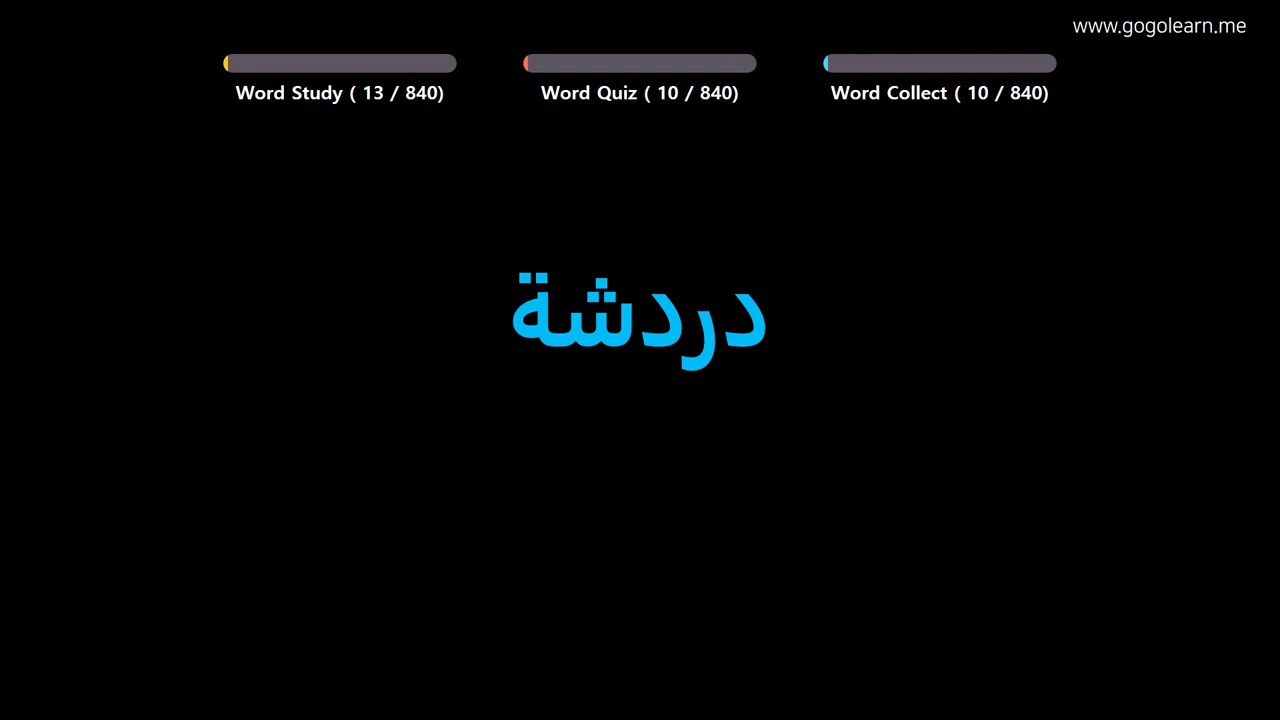 www.gogolearn.me
Word Study ( 13 / 840)
Word Quiz ( 10 / 840)
Word Collect ( 10 / 840)
دردشة